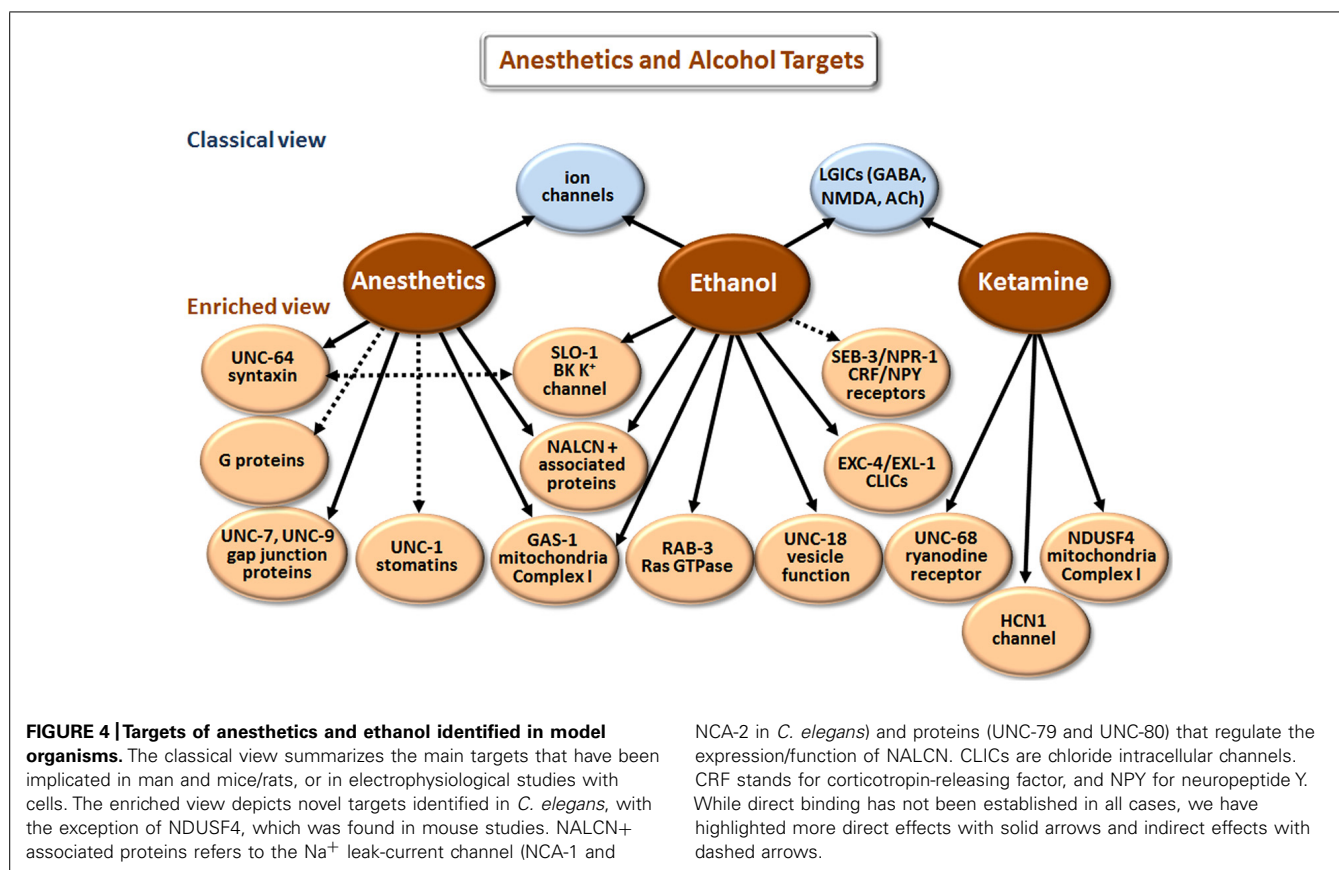 Anesthetics and Alcohol Targets
Classical view
ion
channels
LGICs (GABA,
NMDA, ACh)
Anesthetics
Ethanol
Ketamine
Enriched view
UNC-64
syntaxin
SLO-1
BK K⁺
channel
SEB-3/NPR-1
CRF/NPY
receptors
G proteins
NALCN +
associated
proteins
EXC-4/EXL-1
CLICs
UNC-7, UNC-9
gap junction
proteins
UNC-1
stomatins
GAS-1
mitochondria
Complex I
RAB-3
Ras GTPase
UNC-18
vesicle
function
UNC-68
ryanodine
receptor
NDUSF4
mitochondria
Complex I
HCN1
channel
FIGURE 4 | Targets of anesthetics and ethanol identified in model
organisms. The classical view summarizes the main targets that have been
implicated in man and mice/rats, or in electrophysiological studies with
cells. The enriched view depicts novel targets identified in C. elegans, with
the exception of NDUSF4, which was found in mouse studies. NALCN+
associated proteins refers to the Na⁺ leak-current channel (NCA-1 and
NCA-2 in C. elegans) and proteins (UNC-79 and UNC-80) that regulate the
expression/function of NALCN. CLICs are chloride intracellular channels.
CRF stands for corticotropin-releasing factor, and NPY for neuropeptide Y.
While direct binding has not been established in all cases, we have
highlighted more direct effects with solid arrows and indirect effects with
dashed arrows.